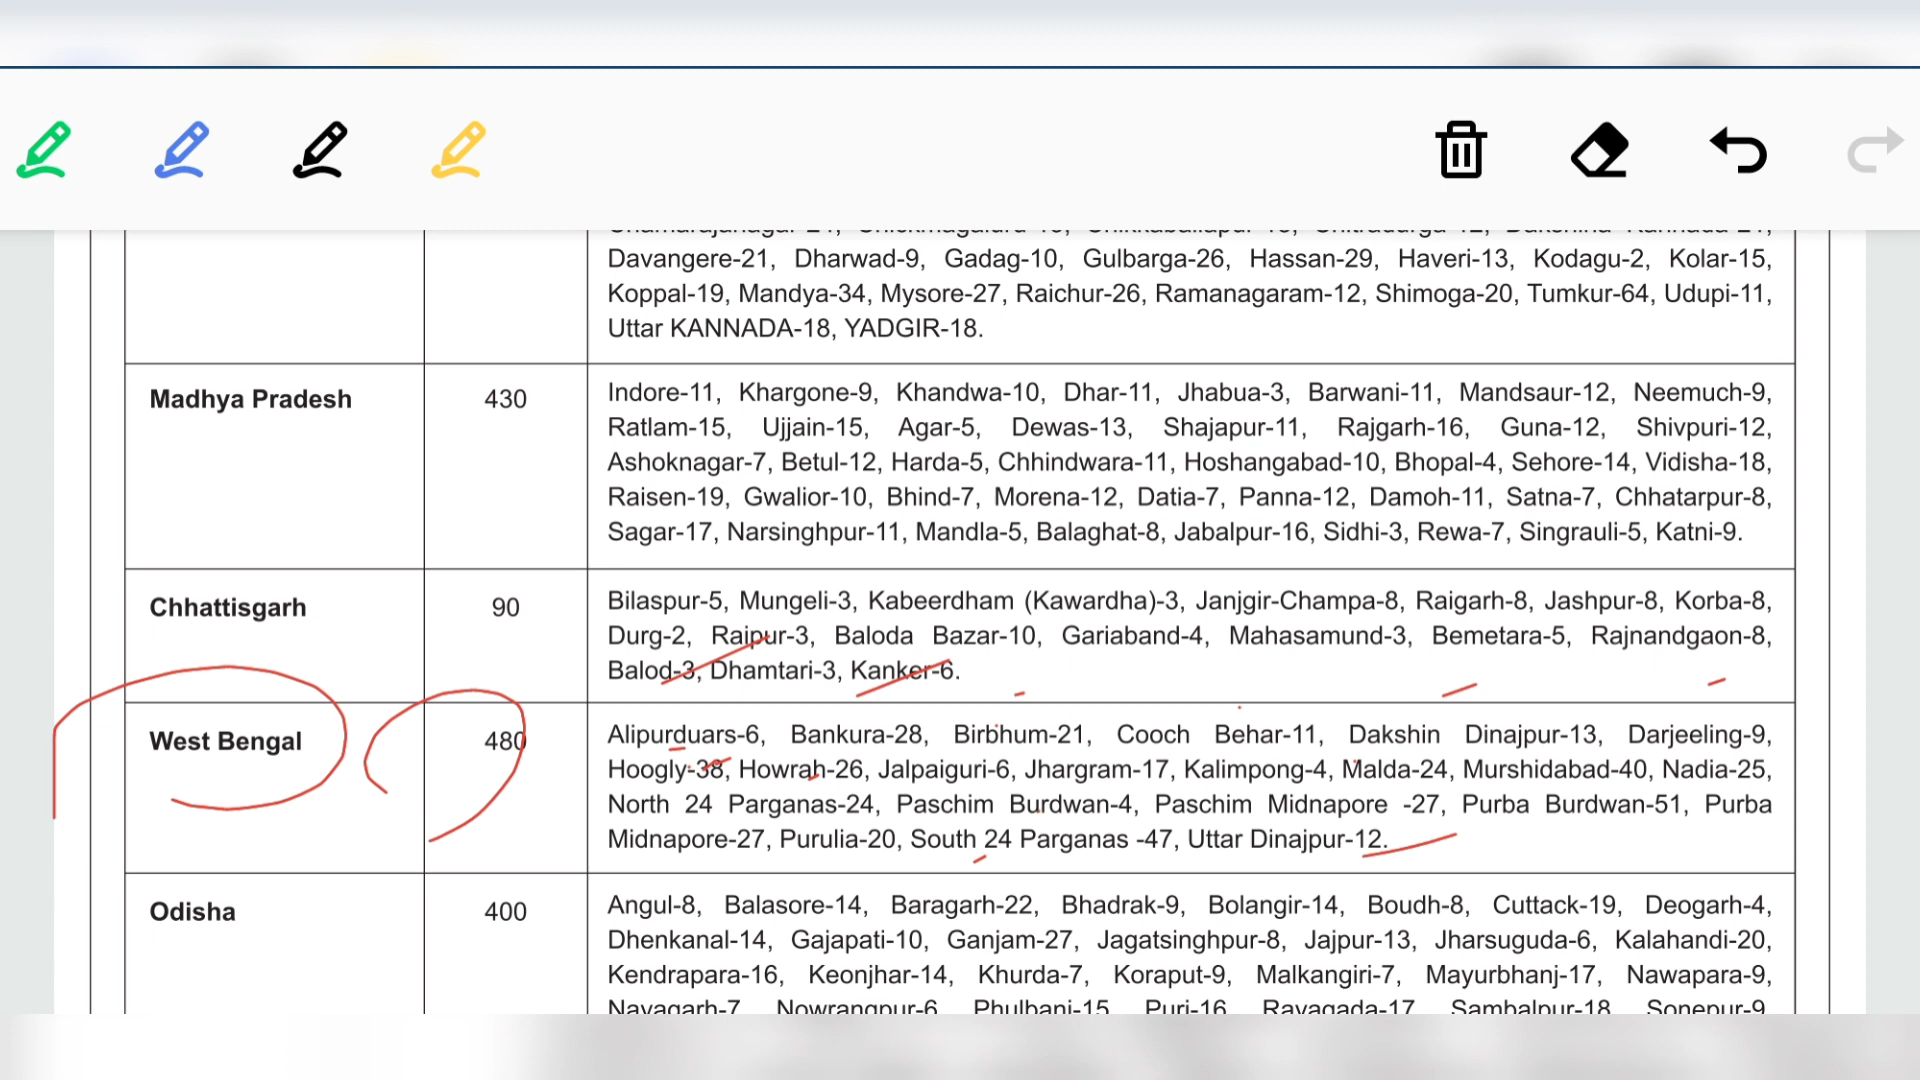 Davangere-21, Dharwad-9, Gadag-10, Gulbarga-26, Hassan-29, Haveri-13, Kodagu-2, Kolar-15,
Koppal-19, Mandya-34, Mysore-27, Raichur-26, Ramanagaram-12, Shimoga-20, Tumkur-64, Udupi-11,
Uttar KANNADA-18, YADGIR-18.
Madhya Pradesh 430
Indore-11, Khargone-9, Khandwa-10, Dhar-11, Jhabua-3, Barwani-11, Mandsaur-12, Neemuch-9,
Ratlam-15, Ujjain-15, Agar-5, Dewas-13, Shajapur-11, Rajgarh-16, Guna-12, Shivpuri-12,
Ashoknagar-7, Betul-12, Harda-5, Chhindwara-11, Hoshangabad-10, Bhopal-4, Sehore-14, Vidisha-18,
Raisen-19, Gwalior-10, Bhind-7, Morena-12, Datia-7, Panna-12, Damoh-11, Satna-7, Chhatarpur-8,
Sagar-17, Narsinghpur-11, Mandla-5, Balaghat-8, Jabalpur-16, Sidhi-3, Rewa-7, Singrauli-5, Katni-9.
Chhattisgarh 90
Bilaspur-5, Mungeli-3, Kabeerdham (Kawardha)-3, Janjgir-Champa-8, Raigarh-8, Jashpur-8, Korba-8,
Durg-2, Raipur-3, Baloda Bazar-10, Gariaband-4, Mahasamund-3, Bemetara-5, Rajnandgaon-8,
Balod-3, Dhamtari-3, Kanker-6.
West Bengal 480
Alipurduars-6, Bankura-28, Birbhum-21, Cooch Behar-11, Dakshin Dinajpur-13, Darjeeling-9,
Hoogly-38, Howrah-26, Jalpaiguri-6, Jhargram-17, Kalimpong-4, Malda-24, Murshidabad-40, Nadia-25,
North 24 Parganas-24, Paschim Burdwan-4, Paschim Midnapore -27, Purba Burdwan-51, Purba
Midnapore-27, Purulia-20, South 24 Parganas -47, Uttar Dinajpur-12.
Odisha 400
Angul-8, Balasore-14, Baragarh-22, Bhadrak-9, Bolangir-14, Boudh-8, Cuttack-19, Deogarh-4,
Dhenkanal-14, Gajapati-10, Ganjam-27, Jagatsinghpur-8, Jajpur-13, Jharsuguda-6, Kalahandi-20,
Kendrapara-16, Keonjhar-14, Khurda-7, Koraput-9, Malkangiri-7, Mayurbhanj-17, Nawapara-9,
Nayagarh-7, Nowrangpur-6, Phulbani-15, Puri-16, Rayagada-17, Sambalpur-18, Sonepur-9,